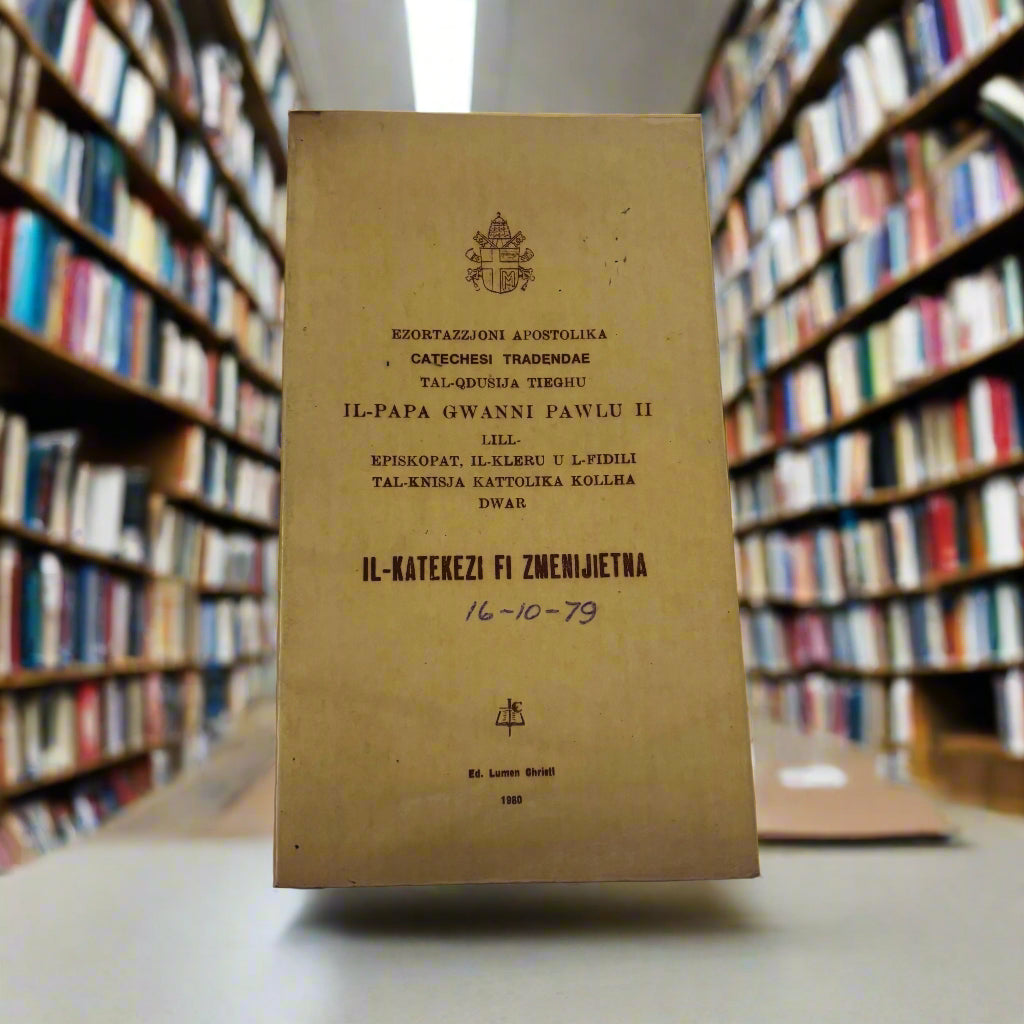 EZORTAZZJONI APOSTOLIKA
CATECHESI TRADENDAE
TAL-QDUSIJA TIEGHU
IL-PAPA GWANNI PAWLU II
LILL-
EPISKOPAT, IL-KLERU U L-FIDILI
TAL-KNISJA KATTOLIKA KOLLHA
DWAR
IL-KATEKEZI FI ZMENIJIETNA
16-10-79
Ed. Lumen Christi
1980